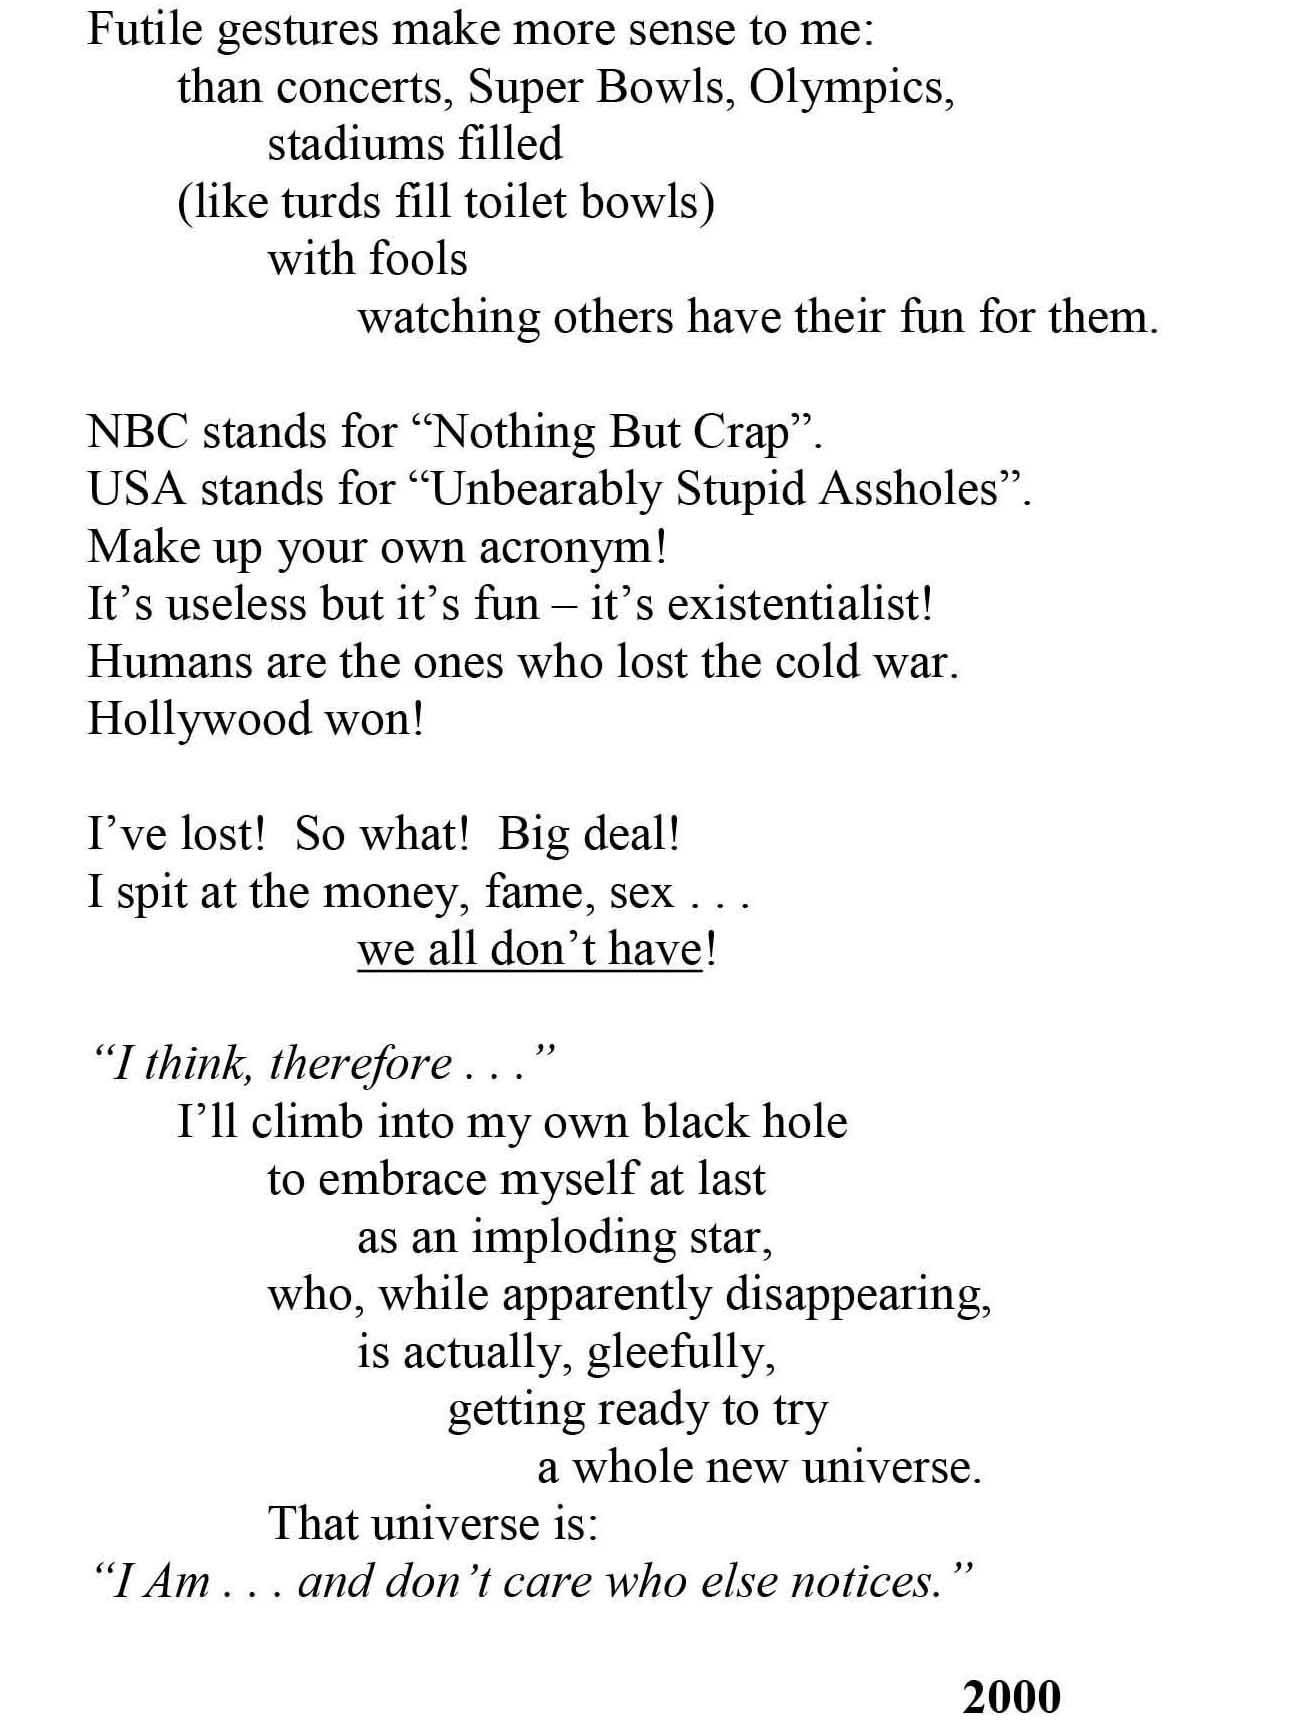 Futile gestures make more sense to me:
than concerts, Super Bowls, Olympics,
stadiums filled
(like turds fill toilet bowls)
with fools
watching others have their fun for them.
NBC stands for “Nothing But Crap”.
USA stands for “Unbearably Stupid Assholes”.
Make up your own acronym!
It’s useless but it’s fun – it’s existentialist!
Humans are the ones who lost the cold war.
Hollywood won!
I’ve lost!  So what!  Big deal!
I spit at the money, fame, sex . . .
we all don’t have!
“I think, therefore . . .”
I’ll climb into my own black hole
to embrace myself at last
as an imploding star,
who, while apparently disappearing,
is actually, gleefully,
getting ready to try
a whole new universe.
That universe is:
“I Am . . . and don’t care who else notices.”
2000